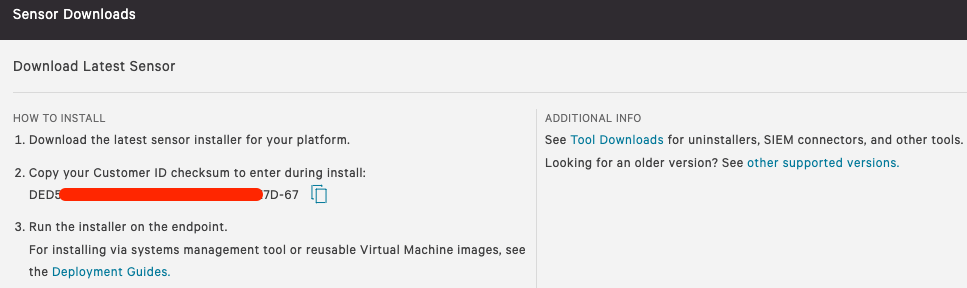 Sensor Downloads
Download Latest Sensor
HOW TO INSTALL
1. Download the latest sensor installer for your platform.
2. Copy your Customer ID checksum to enter during install:
DED5 7D-67
3. Run the installer on the endpoint.
For installing via systems management tool or reusable Virtual Machine images, see
the Deployment Guides.
ADDITIONAL INFO
See Tool Downloads for uninstallers, SIEM connectors, and other tools.
Looking for an older version? See other supported versions.